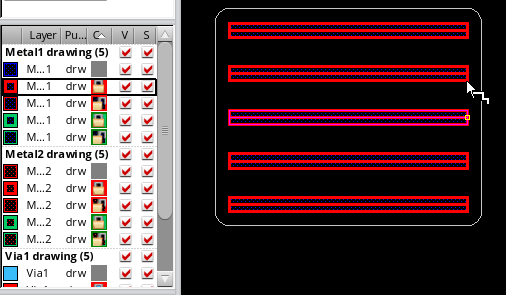 Layer Pu... C V S
Metal1 drawing (5)
M...1 drw
M...1 drw
M...1 drw
M...1 drw
M...1 drw
Metal2 drawing (5)
M...2 drw
M...2 drw
M...2 drw
M...2 drw
M...2 drw
Via1 drawing (5)
Via1 drw